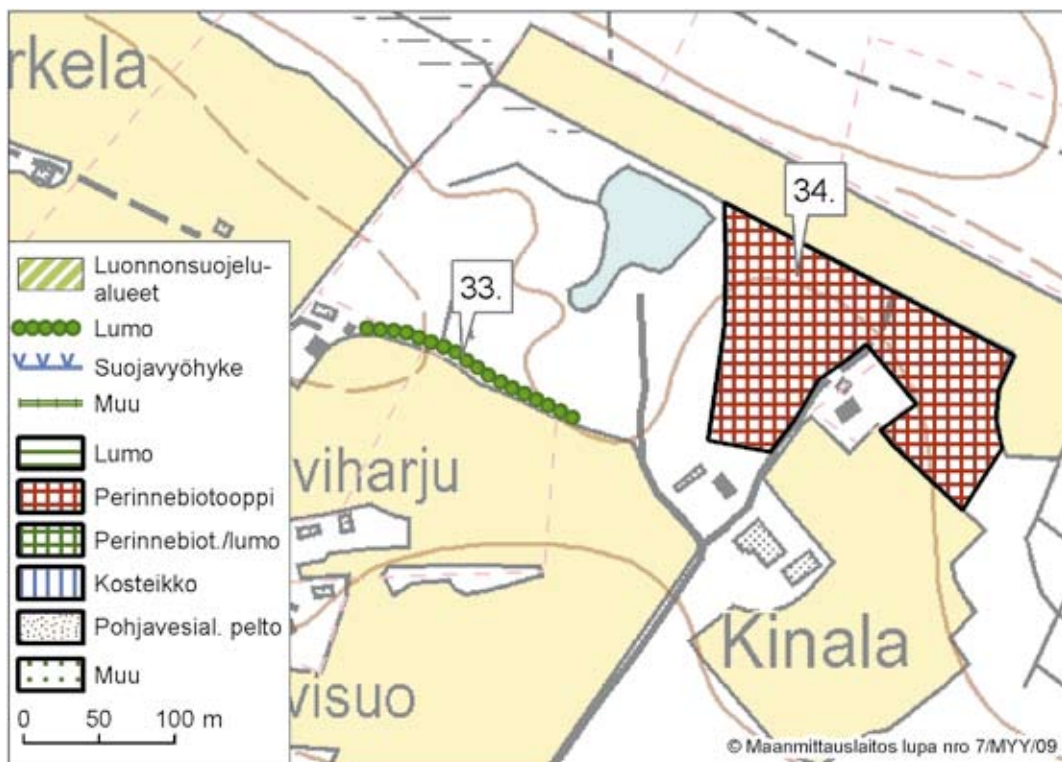 rkela
34.
33.
Luonnonsuojelu-
alueet
Lumo
Suojavyöhyke
Muu
Lumo
Perinnebiotooppi
Perinnebiot./lumo
Kosteikko
Pohjavesial. pelto
Muu
0 50 100 m
viharju
visuo
Kinala
© Maanmittauslaitos lupa nro 7/MYY/09